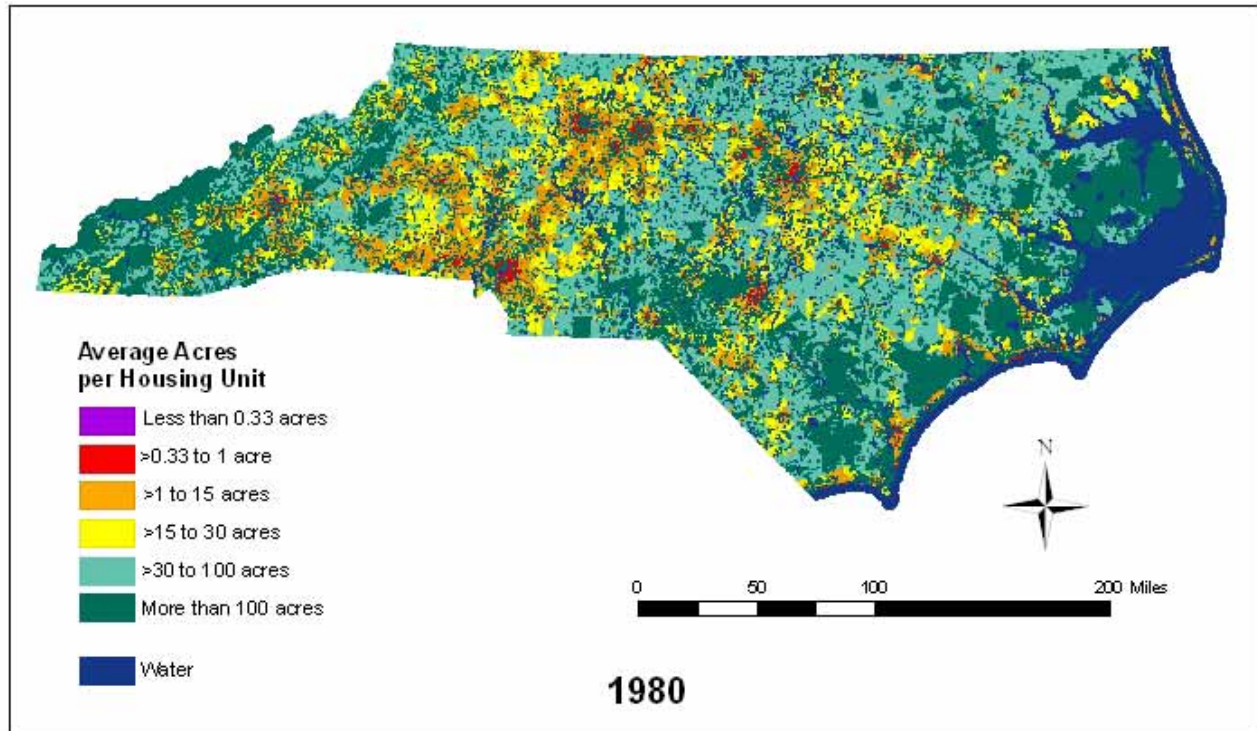 Average Acres
per Housing Unit
Less than 0.33 acres
>0.33 to 1 acre
>1 to 15 acres
>15 to 30 acres
>30 to 100 acres
More than 100 acres
Water
N
0 50 100 200 Miles
1980